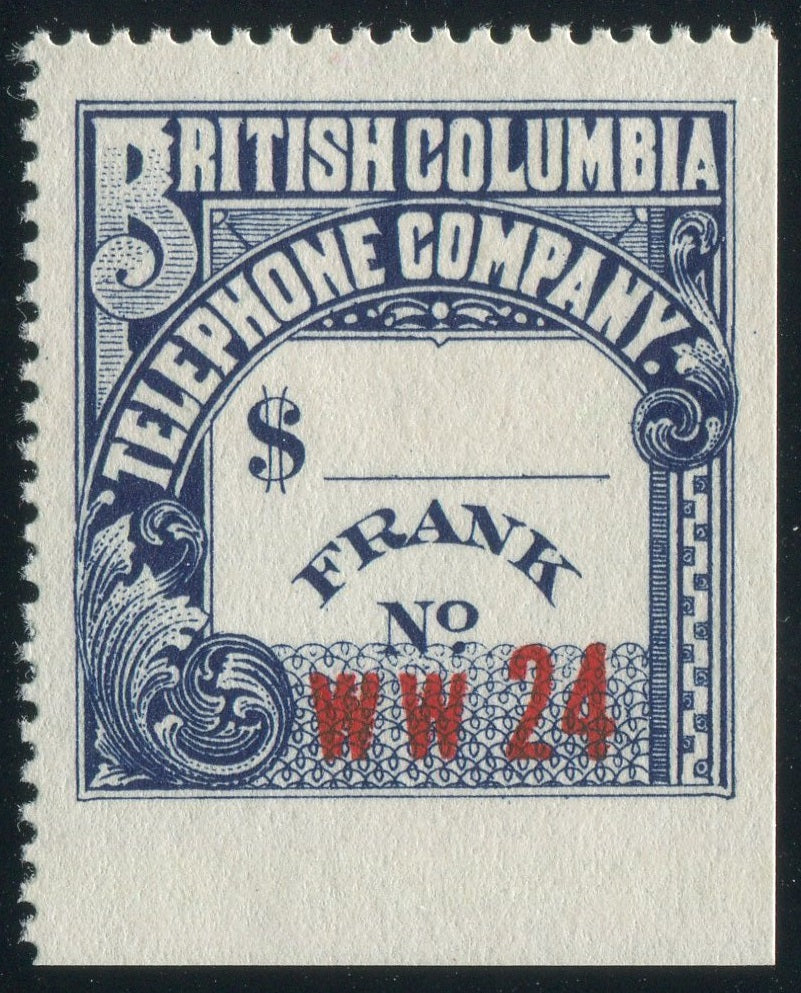 BRITISH COLUMBIA
TELEPHONE COMPANY.
$
FRANK
No.
WW 24